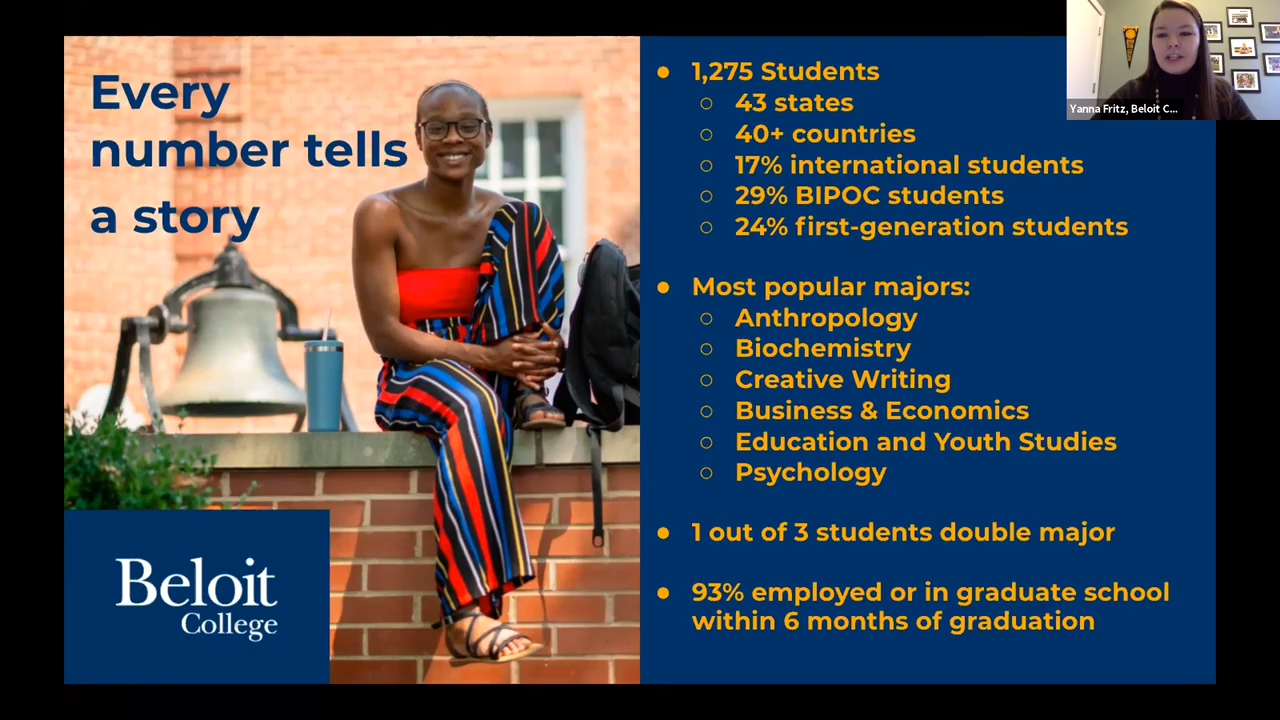 Every
number tells
a story
Beloit
College
● 1,275 Students
○ 43 states
○ 40+ countries
○ 17% international students
○ 29% BIPOC students
○ 24% first-generation students
● Most popular majors:
○ Anthropology
○ Biochemistry
○ Creative Writing
○ Business & Economics
○ Education and Youth Studies
○ Psychology
● 1 out of 3 students double major
● 93% employed or in graduate school
within 6 months of graduation
Yanna Fritz, Beloit C...